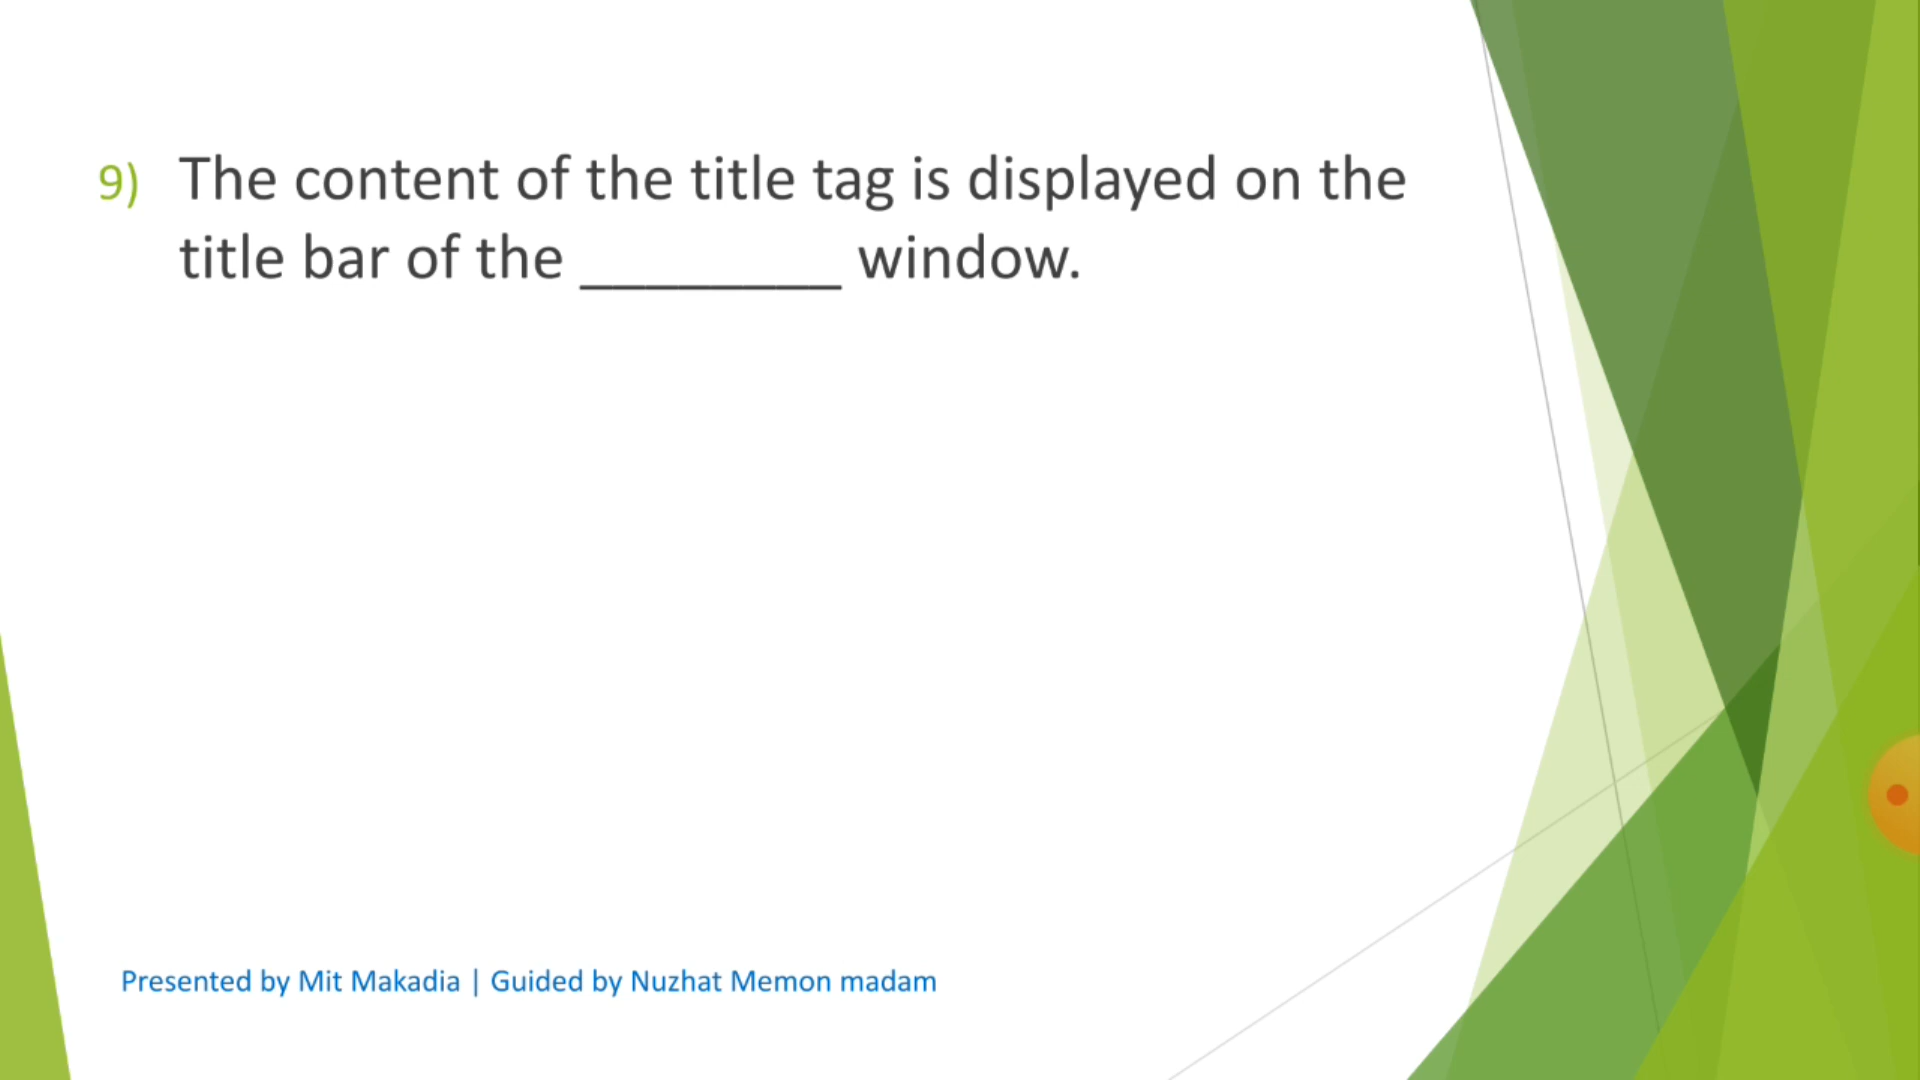 9) The content of the title tag is displayed on the
title bar of the ________ window.
Presented by Mit Makadia | Guided by Nuzhat Memon madam